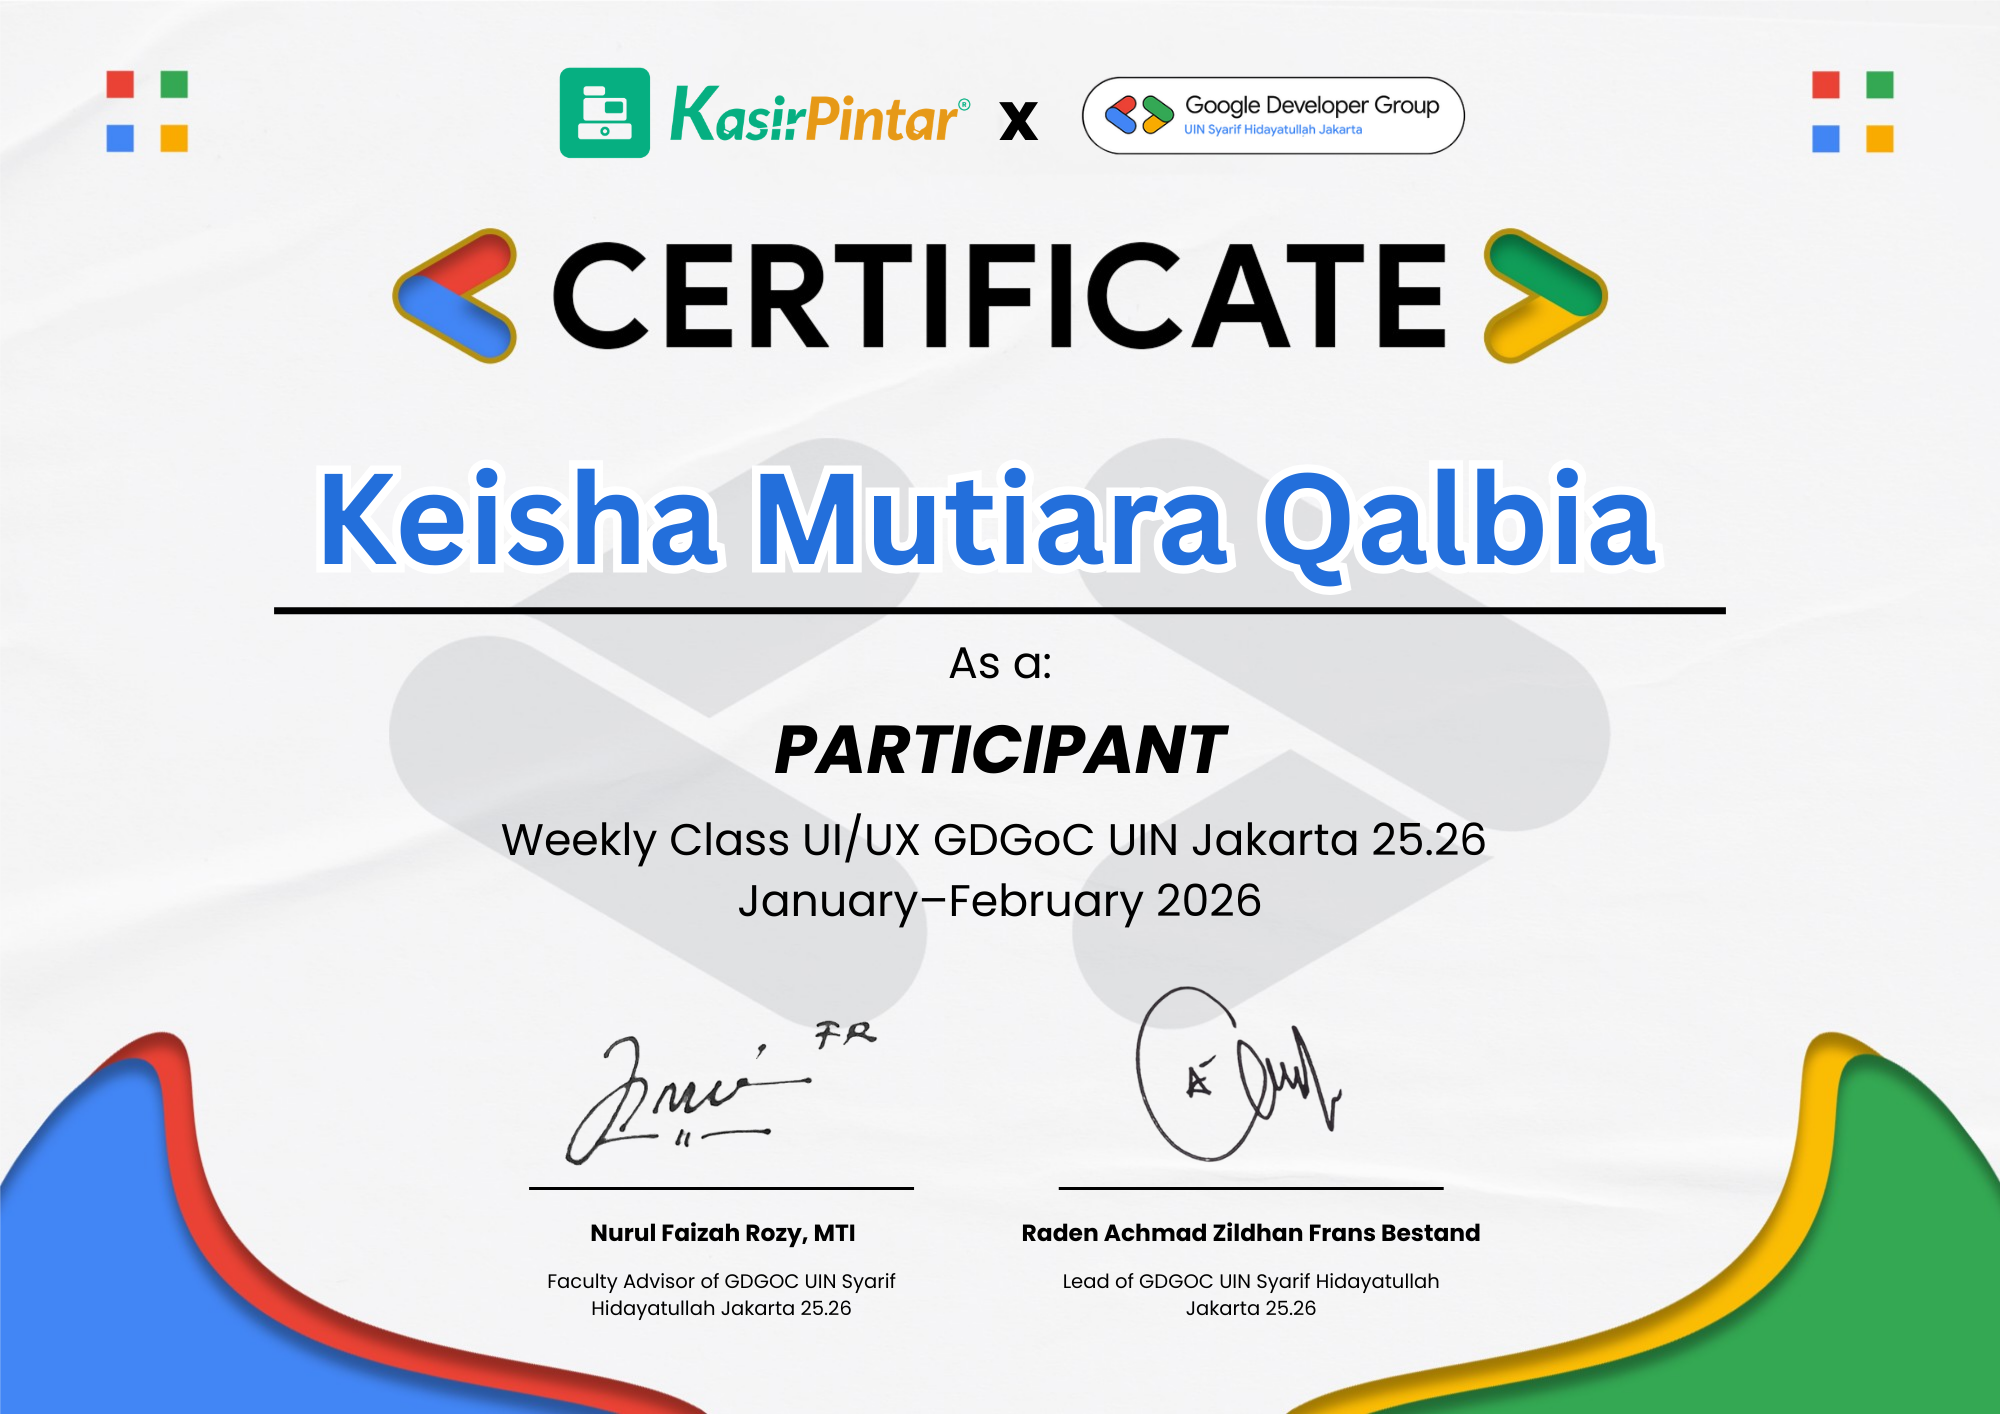 KasirPintar® X Google Developer Group
UIN Syarif Hidayatullah Jakarta
CERTIFICATE
Keisha Mutiara Qalbia
As a:
PARTICIPANT
Weekly Class UI/UX GDGoC UIN Jakarta 25.26
January–February 2026
FR
Nurul Faizah Rozy, MTI
Faculty Advisor of GDGOC UIN Syarif
Hidayatullah Jakarta 25.26
Raden Achmad Zildhan Frans Bestand
Lead of GDGOC UIN Syarif Hidayatullah
Jakarta 25.26